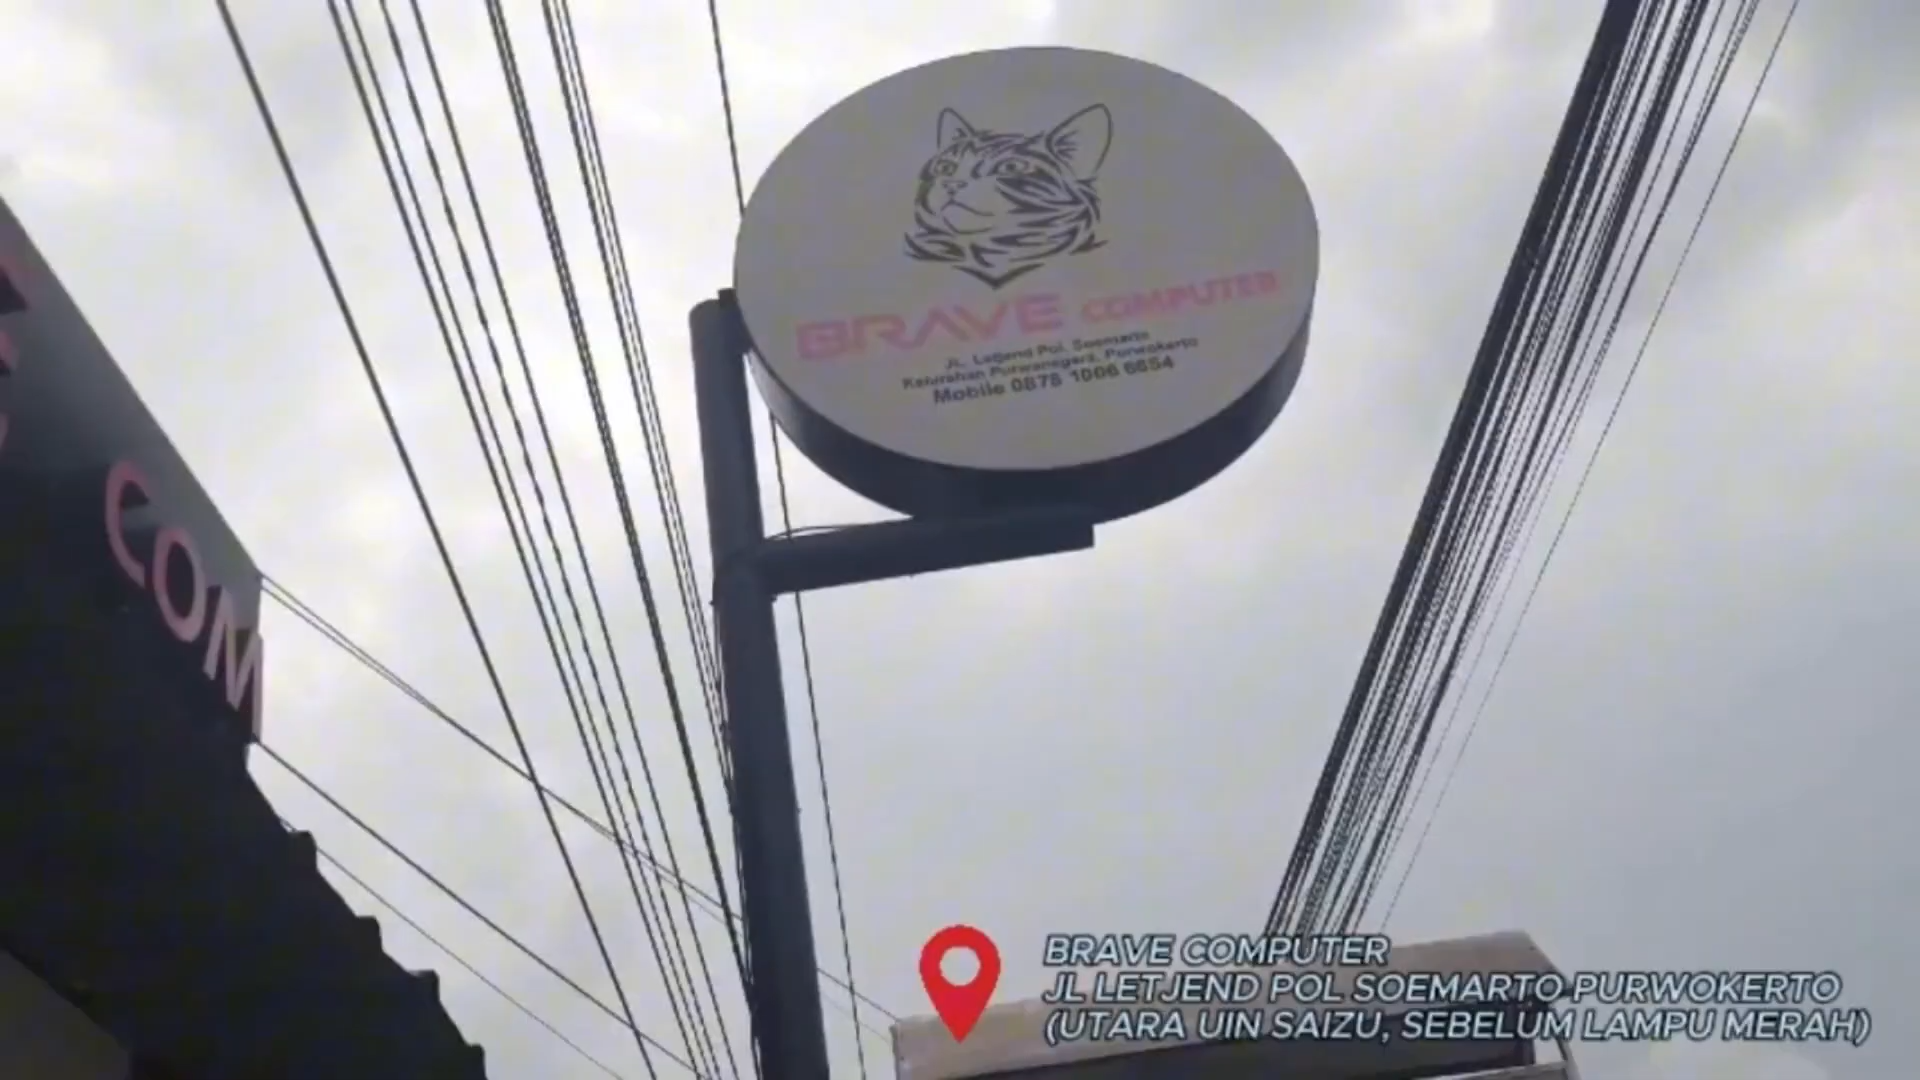 BRAVE COMPUTER
JL. Letjend Pol. Soemarto
Kelurahan Purwanegara, Purwokerto
Mobile 0878 1006 6654
COM
BRAVE COMPUTER
JL LETJEND POL SOEMARTO PURWOKERTO
(UTARA UIN SAIZU, SEBELUM LAMPU MERAH)